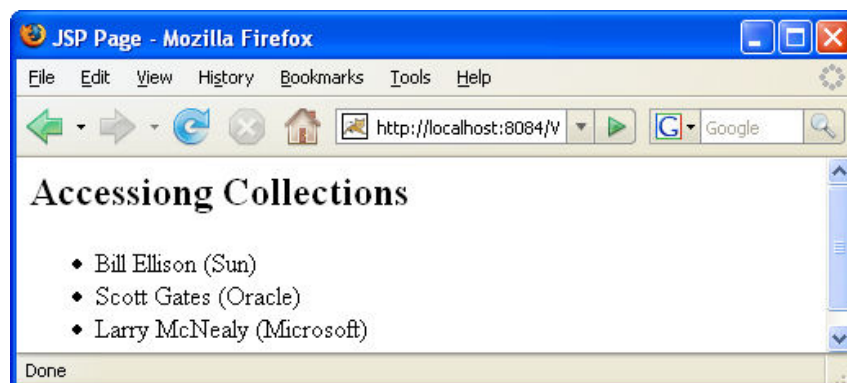 JSP Page - Mozilla Firefox
File Edit View History Bookmarks Tools Help
http://localhost:8084/V G Google
Accessiong Collections
Bill Ellison (Sun)
Scott Gates (Oracle)
Larry McNealy (Microsoft)
Done